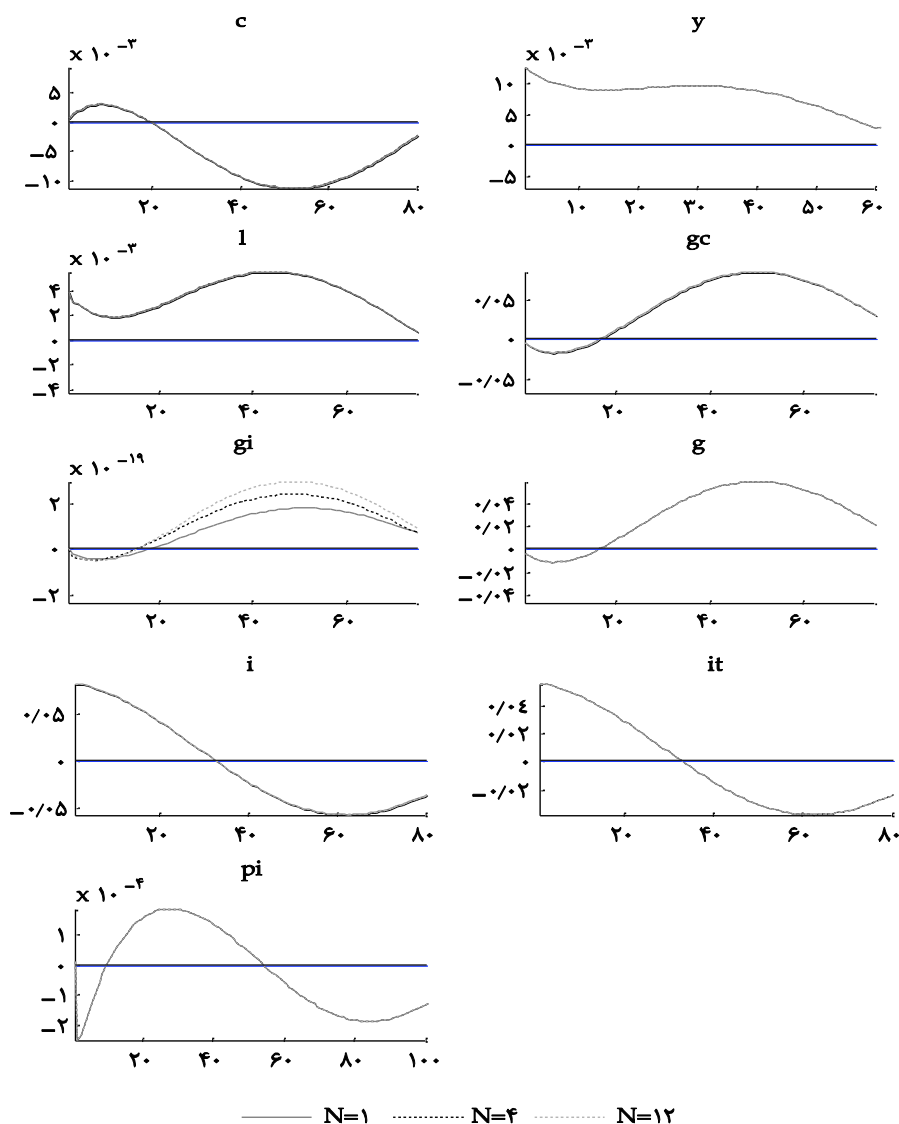 c
x ۱۰ −۳
۵
۰
−۵
−۱۰
۲۰ ۴۰ ۶۰ ۸۰
y
x ۱۰ −۳
۱۰
۵
۰
−۵
۱۰ ۲۰ ۳۰ ۴۰ ۵۰ ۶۰
l
x ۱۰ −۳
۴
۲
۰
−۲
−۴
۲۰ ۴۰ ۶۰
gc
۰/۰۵
۰
−۰/۰۵
۲۰ ۴۰ ۶۰
gi
x ۱۰ −۱۹
۲
۰
−۲
۲۰ ۴۰ ۶۰
g
۰/۰۴
۰/۰۲
۰
−۰/۰۲
−۰/۰۴
۲۰ ۴۰ ۶۰
i
۰/۰۵
۰
−۰/۰۵
۲۰ ۴۰ ۶۰ ۸۰
it
۰/۰٤
۰/۰۲
۰
−۰/۰۲
۲۰ ۴۰ ۶۰ ۸۰
pi
x ۱۰ −۴
۱
۰
−۱
−۲
۲۰ ۴۰ ۶۰ ۸۰ ۱۰۰
N=۱ N=۴ N=۱۲